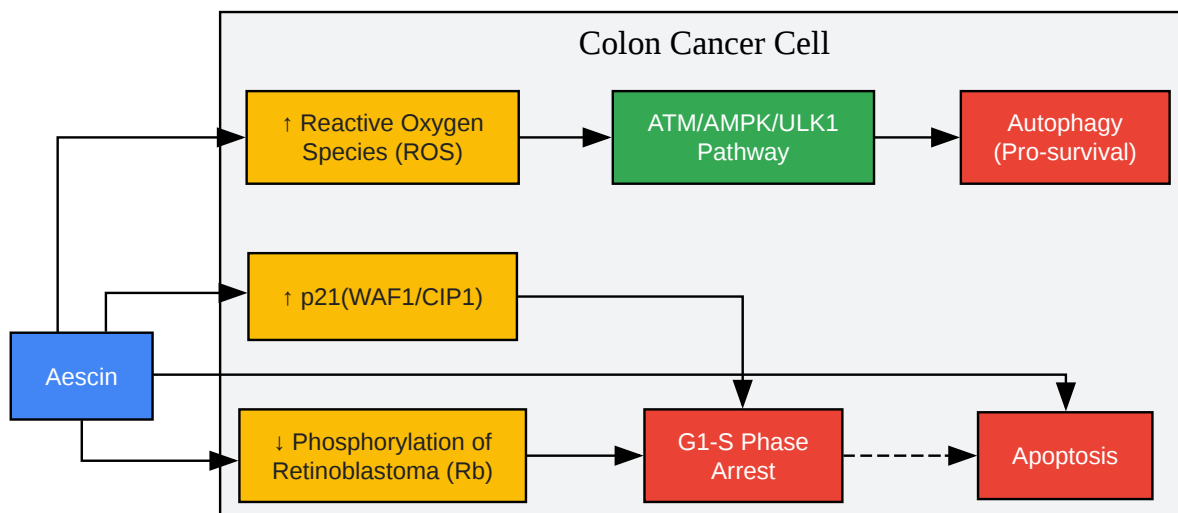 Colon Cancer Cell
↑ Reactive Oxygen
Species (ROS)
ATM/AMPK/ULK1
Pathway
Autophagy
(Pro-survival)
↑ p21(WAF1/CIP1)
Aescin
↓ Phosphorylation of
Retinoblastoma (Rb)
G1-S Phase
Arrest
Apoptosis